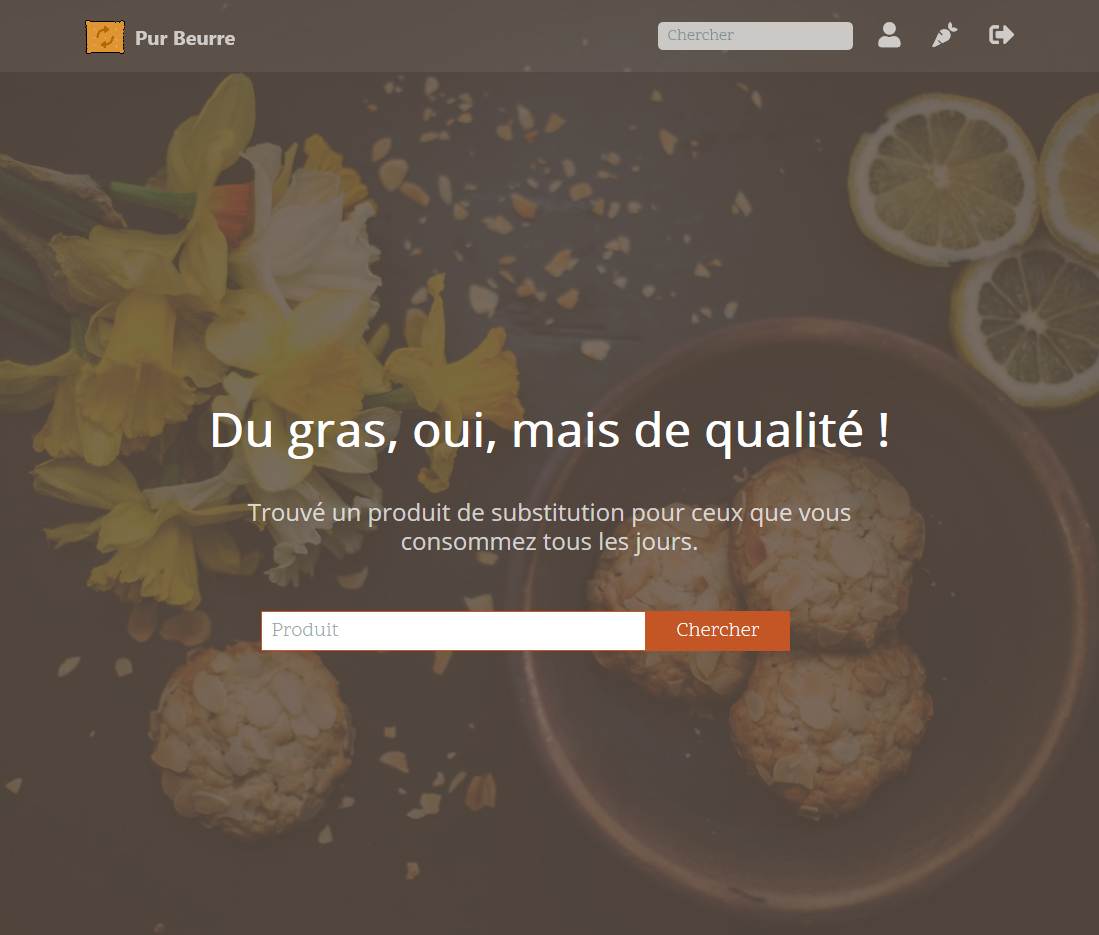 Pur Beurre
Chercher
Du gras, oui, mais de qualité !
Trouvé un produit de substitution pour ceux que vous
consommez tous les jours.
Produit
Chercher